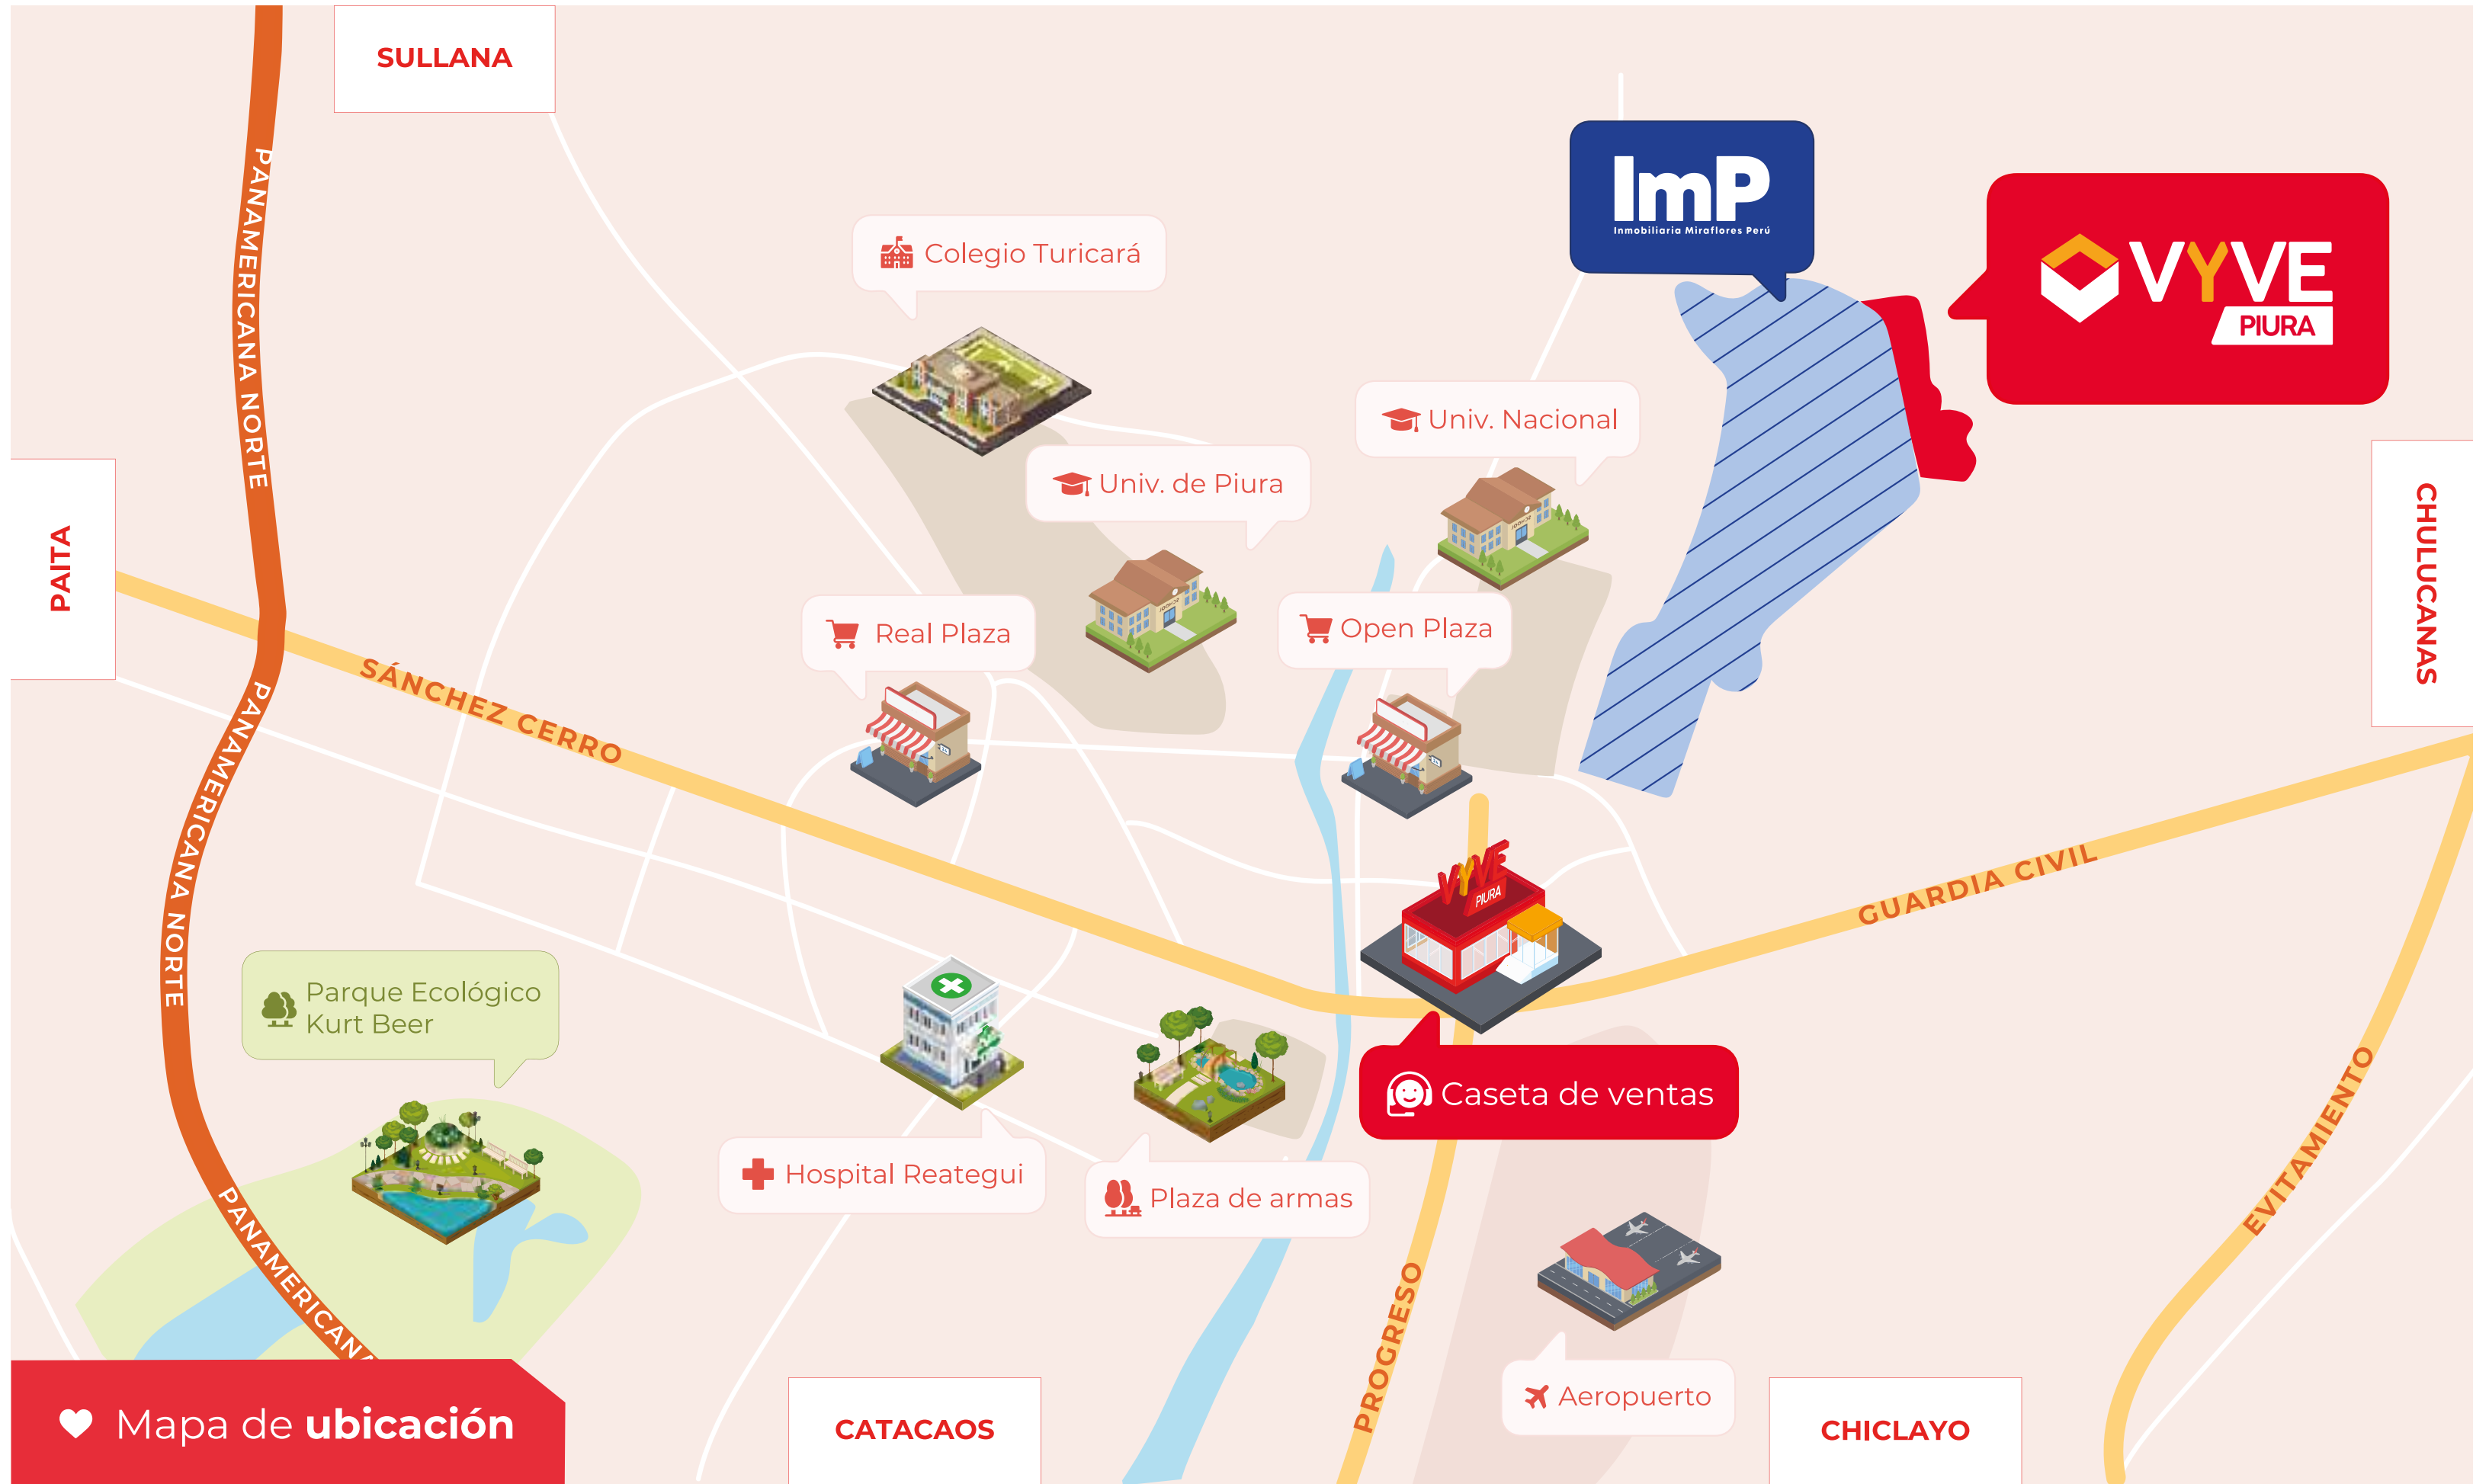 SULLANA
PANAMERICANA NORTE
ImP
Inmobiliaria Miraflores Perú
VYVE
PIURA
Colegio Turicará
Univ. Nacional
Univ. de Piura
PAITA
CHULUCANAS
Real Plaza
Open Plaza
SÁNCHEZ CERRO
PANAMERICANA NORTE
VYVE
PIURA
GUARDIA CIVIL
Parque Ecológico
Kurt Beer
Caseta de ventas
EVITAMIENTO
Hospital Reategui
Plaza de armas
PANAMERICANA
PROGRESO
Aeropuerto
Mapa de ubicación
CATACAOS
CHICLAYO